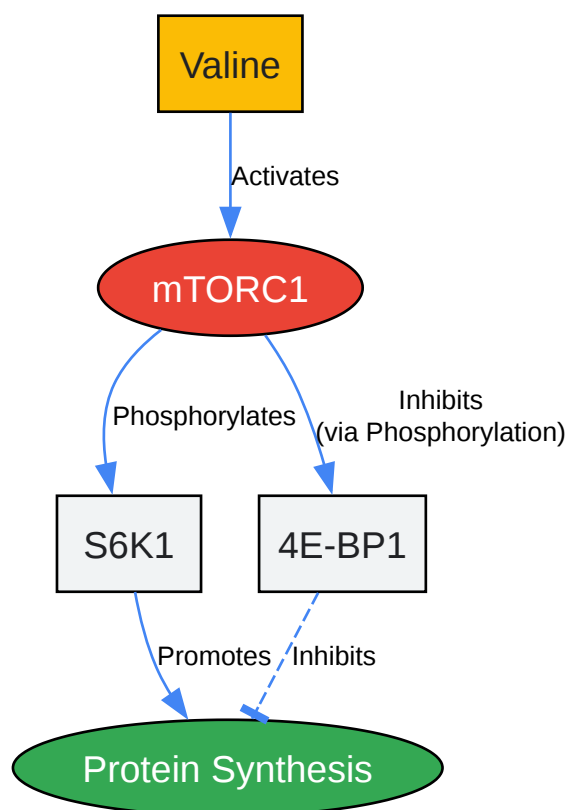 Valine
Activates
mTORC1
Phosphorylates
Inhibits
(via Phosphorylation)
S6K1
4E-BP1
Promotes
Inhibits
Protein Synthesis